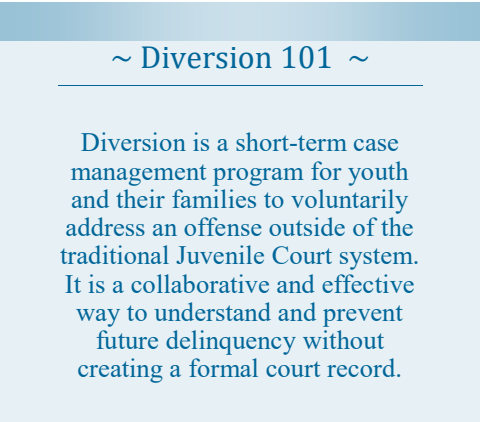 ~ Diversion 101 ~
Diversion is a short-term case
management program for youth
and their families to voluntarily
address an offense outside of the
traditional Juvenile Court system.
It is a collaborative and effective
way to understand and prevent
future delinquency without
creating a formal court record.